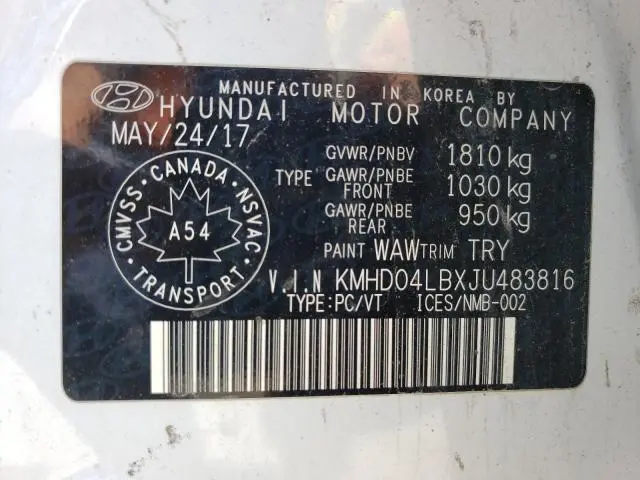 MANUFACTURED IN KOREA BY
HYUNDAI MOTOR COMPANY
MAY/24/17
GVWR/PNBV 1810 kg
TYPE GAWR/PNBE FRONT 1030 kg
GAWR/PNBE REAR 950 kg
PAINT WAW TRIM TRY
CANADA
CMVSS NSVAC
A54
TRANSPORT
V.I.N KMHD04LBXJU483816
TYPE:PC/VT ICES/NMB-002